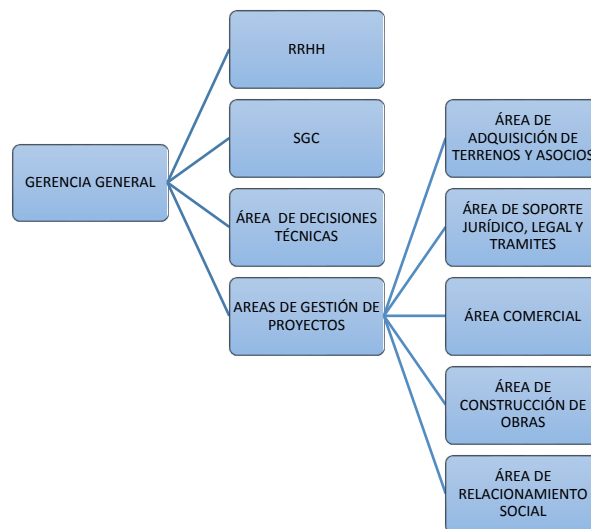 GERENCIA GENERAL
RRHH
SGC
ÁREA DE DECISIONES
TÉCNICAS
AREAS DE GESTIÓN DE
PROYECTOS
ÁREA DE
ADQUISICIÓN DE
TERRENOS Y ASOCIOS
ÁREA DE SOPORTE
JURÍDICO, LEGAL Y
TRAMITES
ÁREA COMERCIAL
ÁREA DE
CONSTRUCCIÓN DE
OBRAS
ÁREA DE
RELACIONAMIENTO
SOCIAL